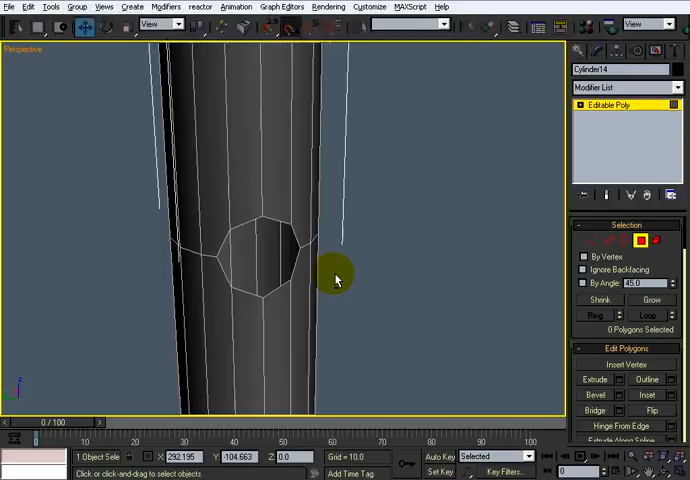 File Edit Tools Group Views Create Modifiers reactor Animation Graph Editors Rendering Customize MAXScript Help
View View
Perspective
Cylinder14
Modifier List
Editable Poly
Selection
By Vertex
Ignore Backfacing
By Angle: 45.0
Shrink Grow
Ring Loop
0 Polygons Selected
Edit Polygons
Insert Vertex
Extrude Outline
Bevel Inset
Bridge Flip
Hinge From Edge
Extrude Along Spline
z
0 / 100
0 10 20 30 40 50 60 70 80 90 100
1 Object Sele X: 292.195 Y: -104.663 Z: 0.0 Grid = 10.0 Auto Key Selected
Click or click-and-drag to select objects Add Time Tag Set Key Key Filters... 0